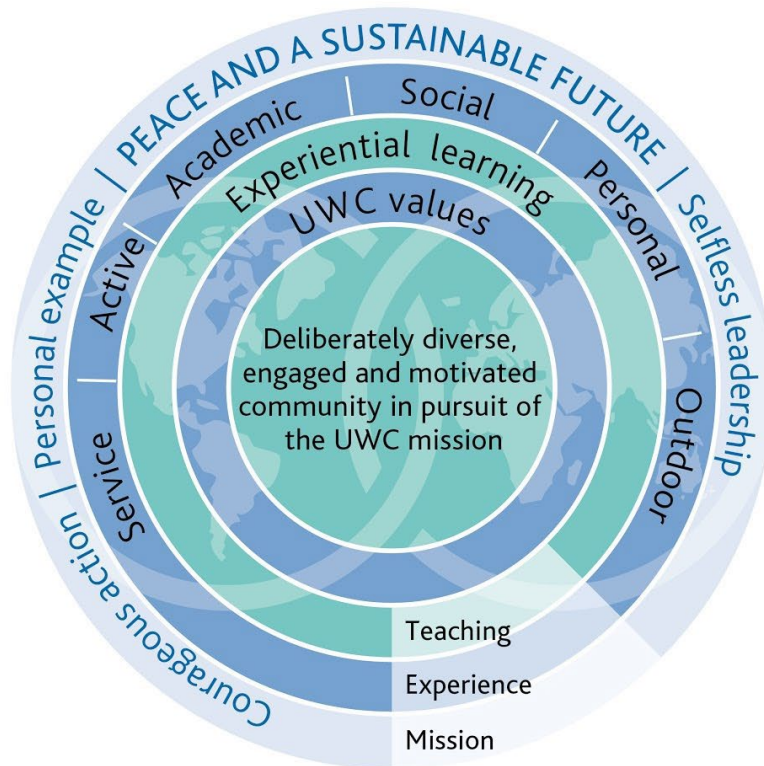 Courageous action | Personal example | PEACE AND A SUSTAINABLE FUTURE | Selfless leadership
Service
Active
Academic
Social
Personal
Outdoor
Experiential learning
UWC values
Deliberately diverse,
engaged and motivated
community in pursuit of
the UWC mission
Teaching
Experience
Mission